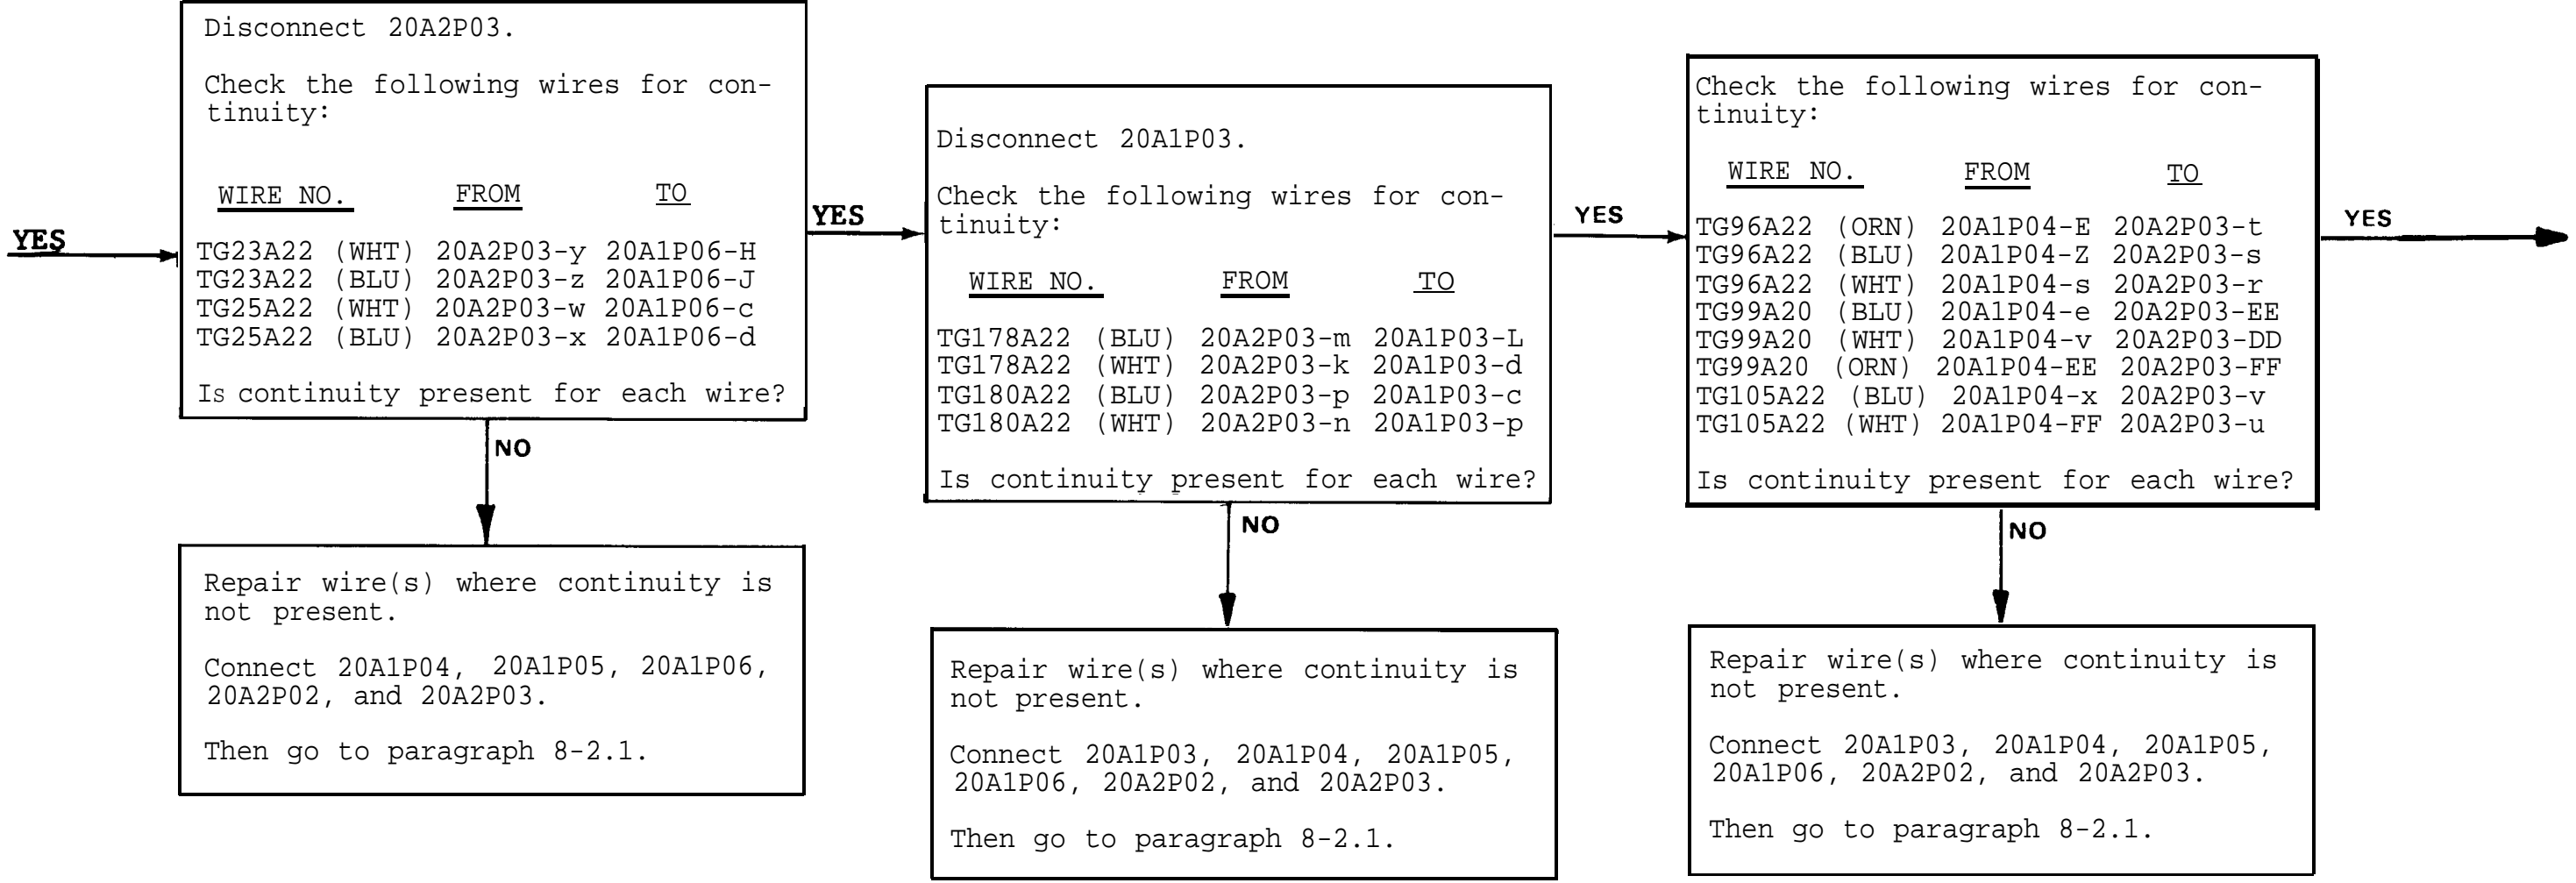 YES
Disconnect 20A2P03.
Check the following wires for con-
tinuity:
WIRE NO. FROM TO
TG23A22 (WHT) 20A2P03-y 20A1P06-H
TG23A22 (BLU) 20A2P03-z 20A1P06-J
TG25A22 (WHT) 20A2P03-w 20A1P06-c
TG25A22 (BLU) 20A2P03-x 20A1P06-d
Is continuity present for each wire?
NO
Repair wire(s) where continuity is
not present.
Connect 20A1P04, 20A1P05, 20A1P06,
20A2P02, and 20A2P03.
Then go to paragraph 8-2.1.
YES
Disconnect 20A1P03.
Check the following wires for con-
tinuity:
WIRE NO. FROM TO
TG178A22 (BLU) 20A2P03-m 20A1P03-L
TG178A22 (WHT) 20A2P03-k 20A1P03-d
TG180A22 (BLU) 20A2P03-p 20A1P03-c
TG180A22 (WHT) 20A2P03-n 20A1P03-p
Is continuity present for each wire?
NO
Repair wire(s) where continuity is
not present.
Connect 20A1P03, 20A1P04, 20A1P05,
20A1P06, 20A2P02, and 20A2P03.
Then go to paragraph 8-2.1.
YES
Check the following wires for con-
tinuity:
WIRE NO. FROM TO
TG96A22 (ORN) 20A1P04-E 20A2P03-t
TG96A22 (BLU) 20A1P04-Z 20A2P03-s
TG96A22 (WHT) 20A1P04-s 20A2P03-r
TG99A20 (BLU) 20A1P04-e 20A2P03-EE
TG99A20 (WHT) 20A1P04-v 20A2P03-DD
TG99A20 (ORN) 20A1P04-EE 20A2P03-FF
TG105A22 (BLU) 20A1P04-x 20A2P03-v
TG105A22 (WHT) 20A1P04-FF 20A2P03-u
Is continuity present for each wire?
NO
Repair wire(s) where continuity is
not present.
Connect 20A1P03, 20A1P04, 20A1P05,
20A1P06, 20A2P02, and 20A2P03.
Then go to paragraph 8-2.1.
YES